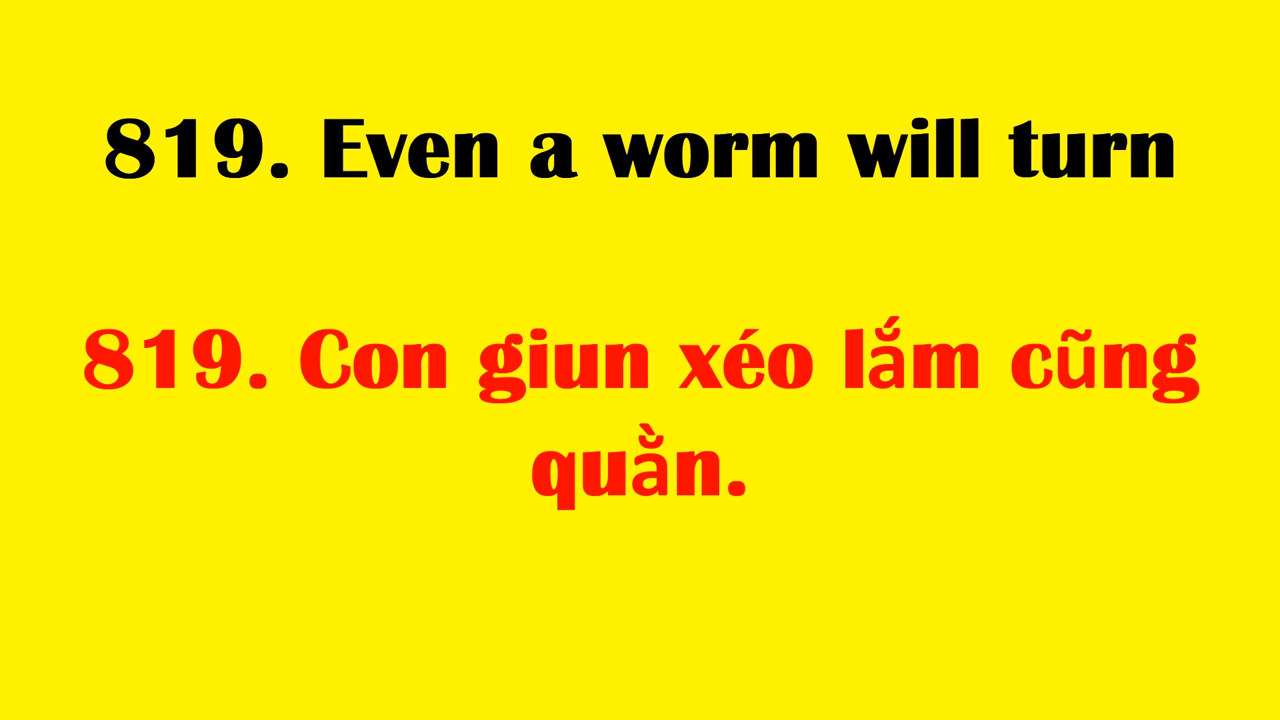 819. Even a worm will turn
819. Con giun xéo lắm cũng
quằn.